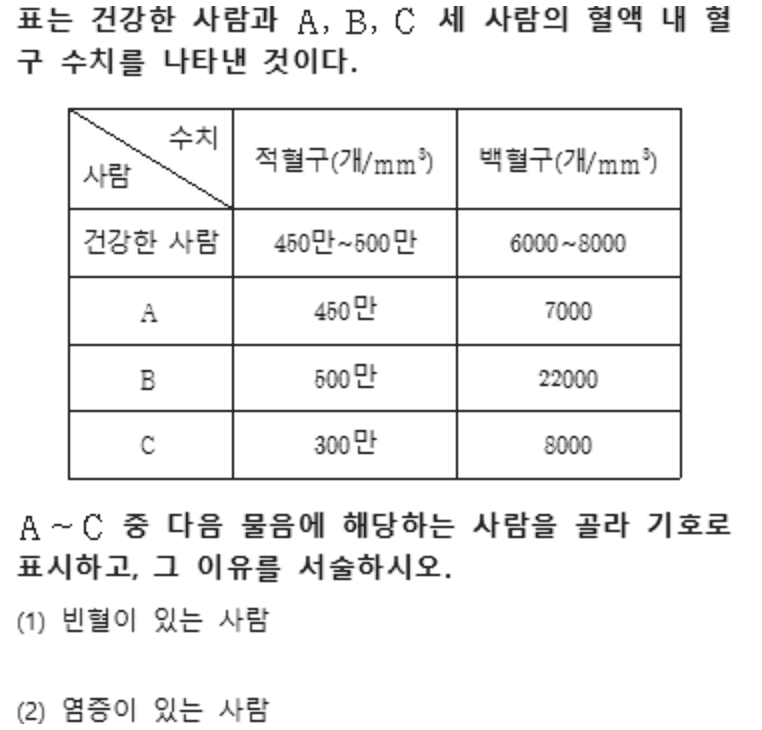 표는 건강한 사람과 A, B, C 세 사람의 혈액 내 혈
구 수치를 나타낸 것이다.
수치
사람
적혈구(개/mm³)
백혈구(개/mm³)
건강한 사람 450만~500만 6000~8000
A 450만 7000
B 500만 22000
C 300만 8000
A ~ C 중 다음 물음에 해당하는 사람을 골라 기호로
표시하고, 그 이유를 서술하시오.
(1) 빈혈이 있는 사람
(2) 염증이 있는 사람